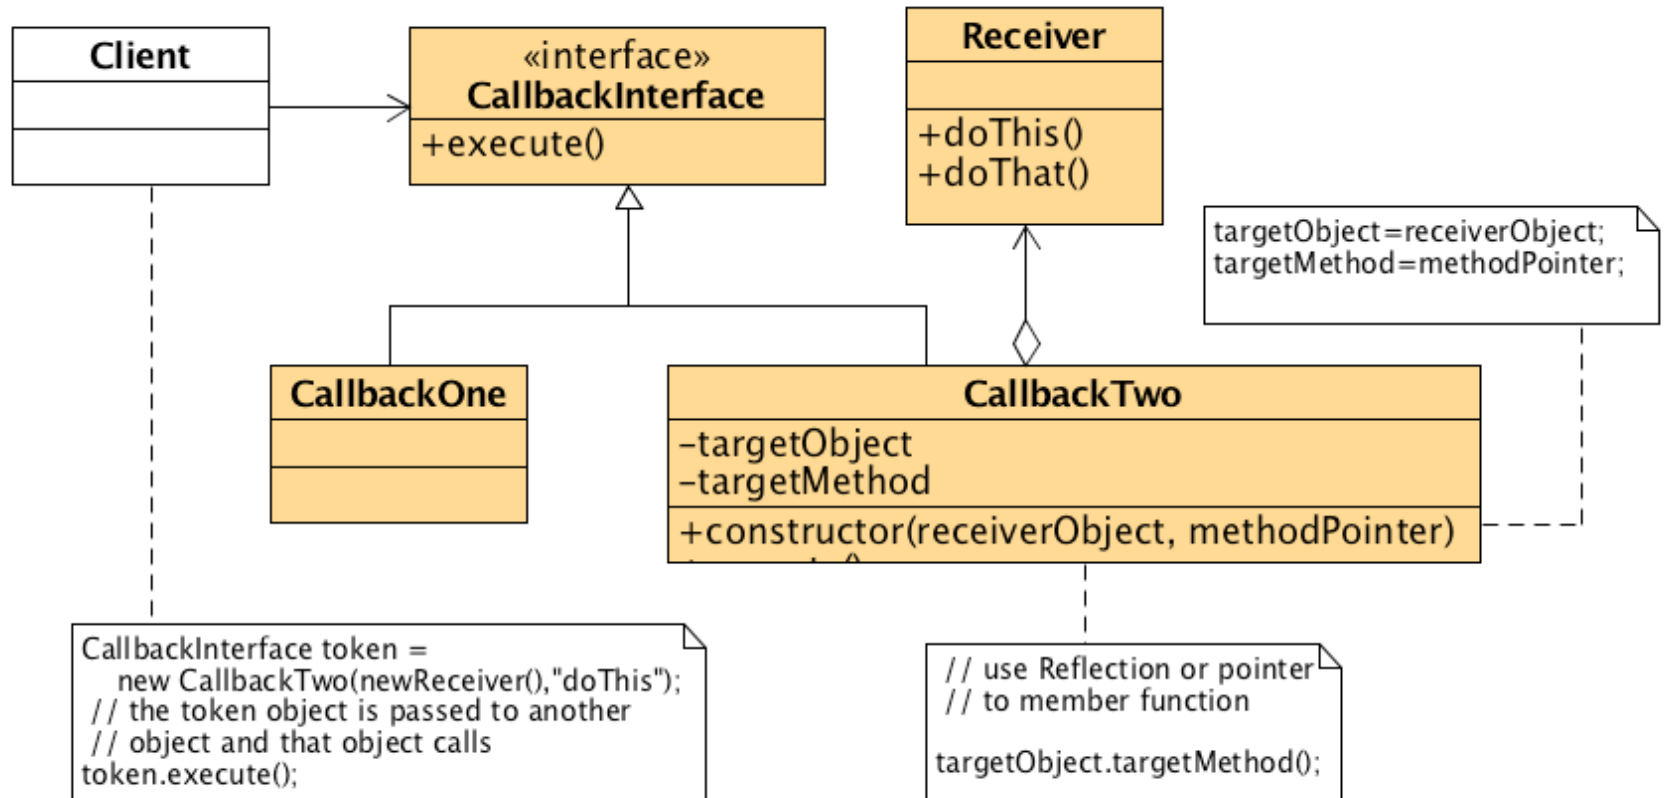 Client
«interface»
CallbackInterface
+execute()
Receiver
+doThis()
+doThat()
targetObject=receiverObject;
targetMethod=methodPointer;
CallbackOne
CallbackTwo
–targetObject
–targetMethod
+constructor(receiverObject, methodPointer)
CallbackInterface token =
new CallbackTwo(newReceiver(),"doThis");
// the token object is passed to another
// object and that object calls
token.execute();
// use Reflection or pointer
// to member function
targetObject.targetMethod();